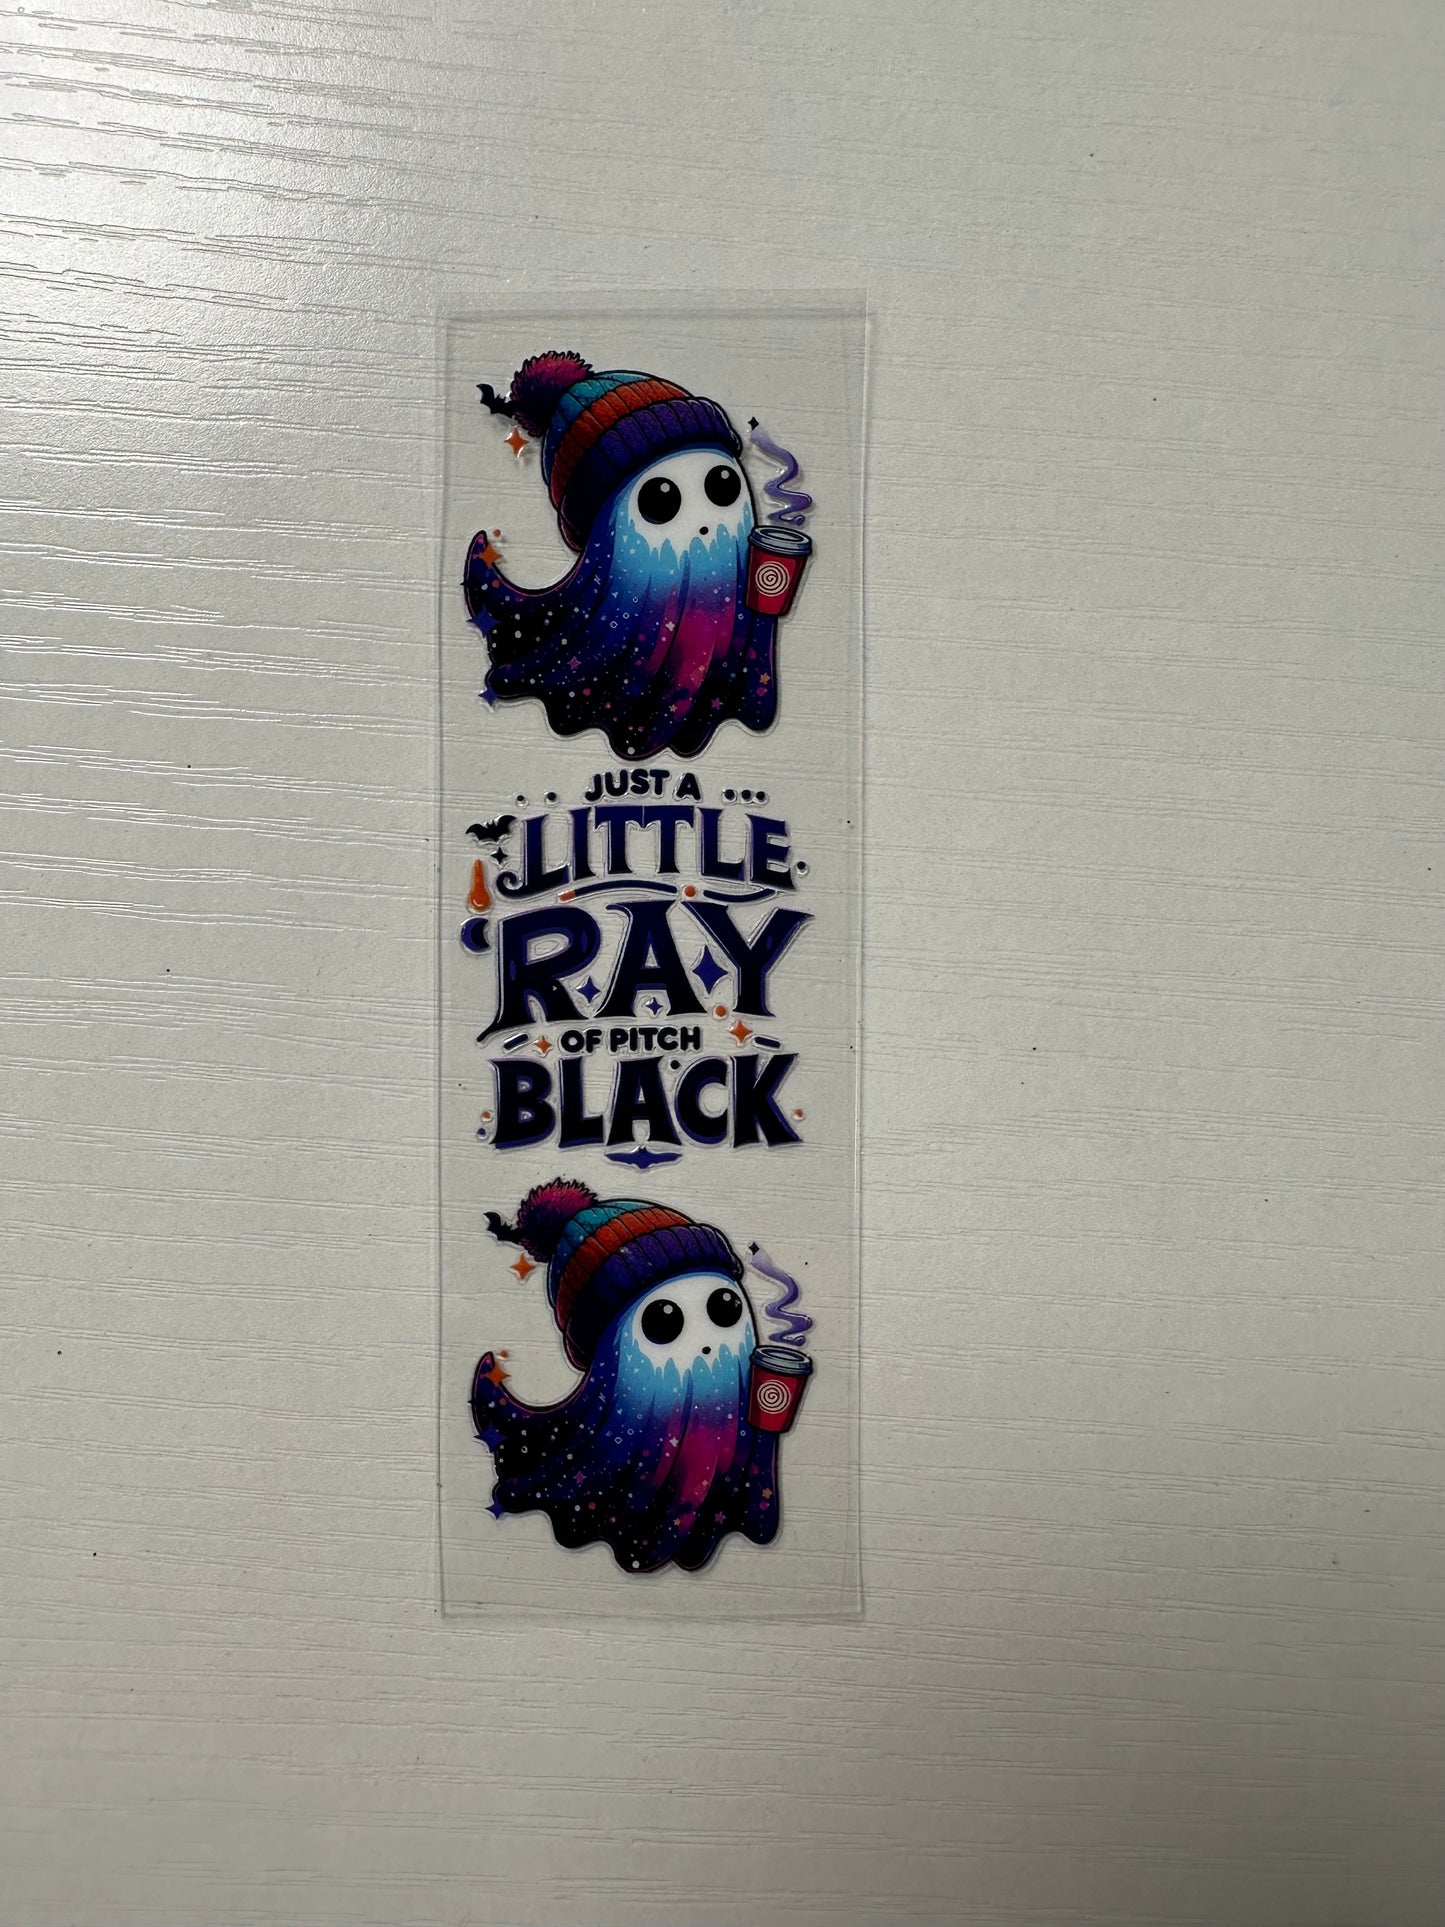 JUST A
LITTLE
RAY
OF PITCH
BLACK